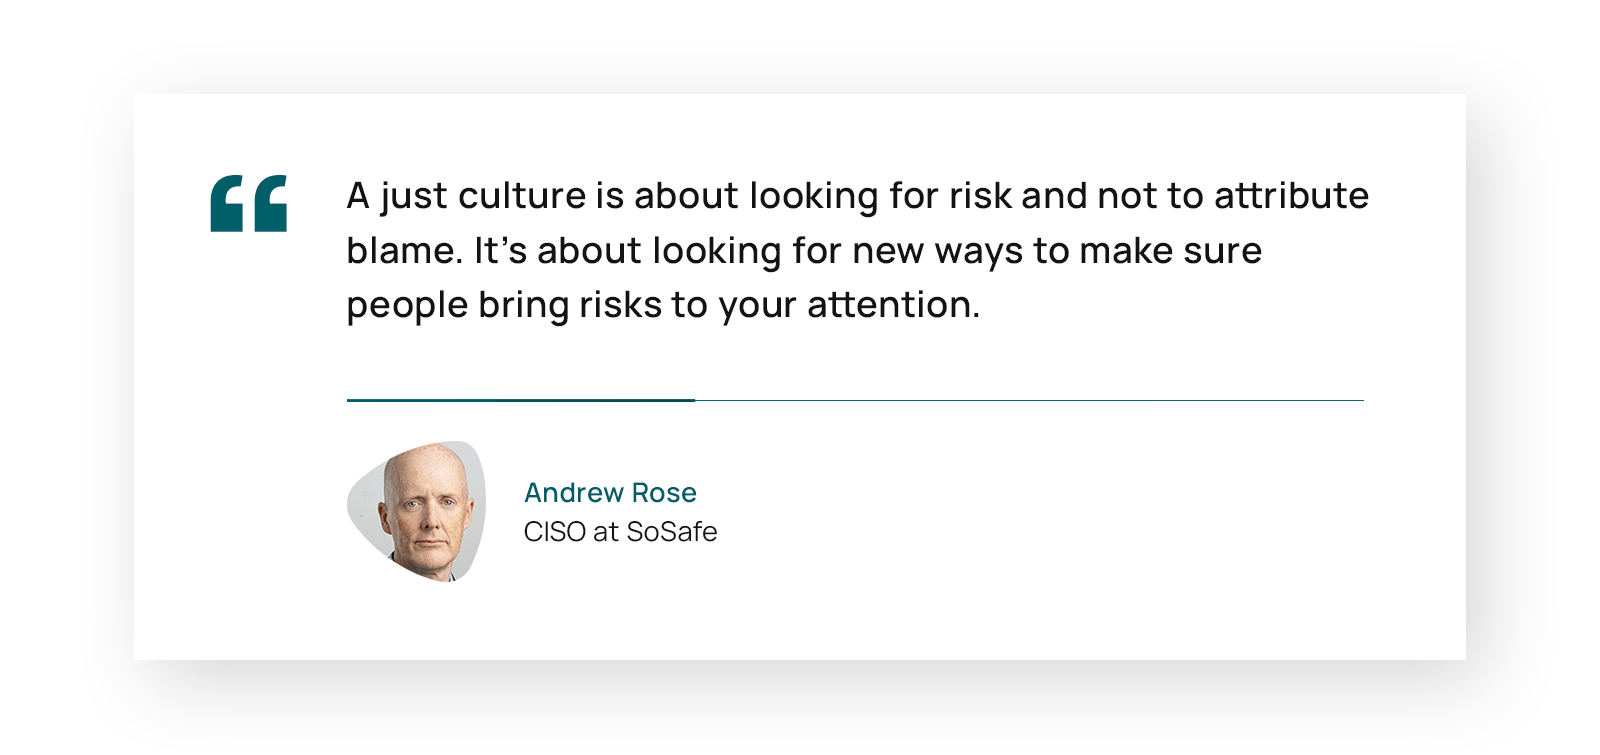 “
A just culture is about looking for risk and not to attribute
blame. It’s about looking for new ways to make sure
people bring risks to your attention.
Andrew Rose
CISO at SoSafe